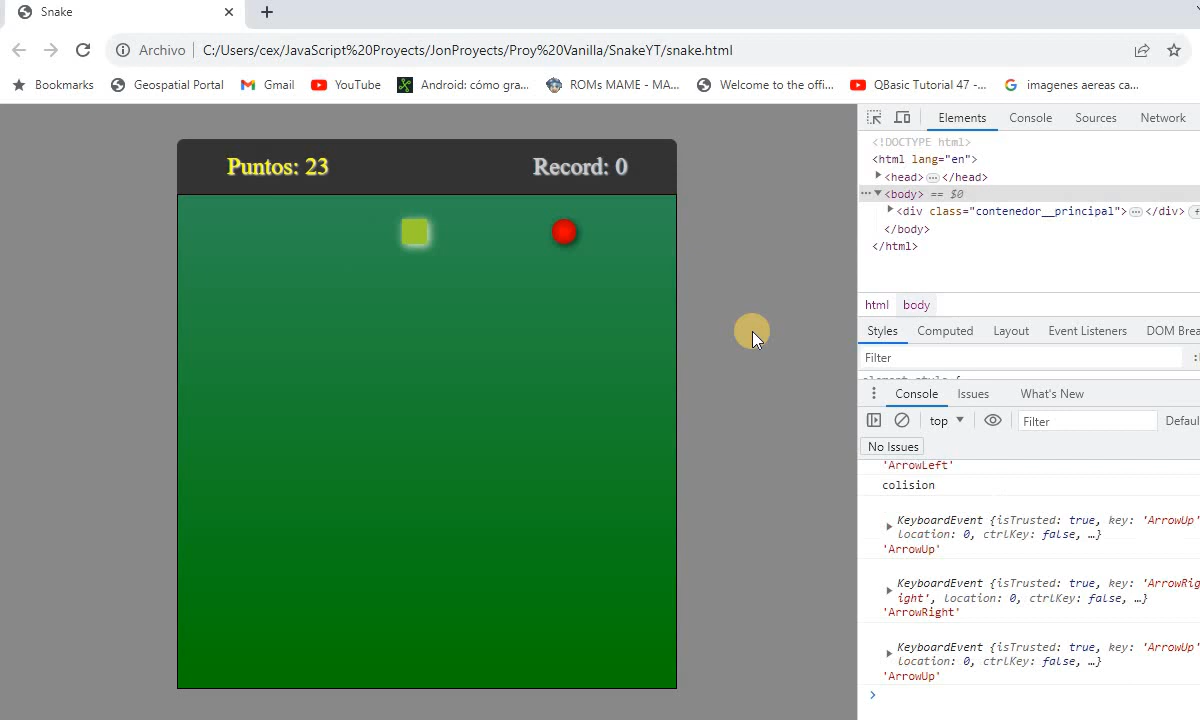 Snake
Archivo C:/Users/cex/JavaScript%20Proyects/JonProyects/Proy%20Vanilla/SnakeYT/snake.html
Bookmarks Geospatial Portal Gmail YouTube Android: cómo gra... ROMs MAME - MA... Welcome to the offi... QBasic Tutorial 47 -... imagenes aereas ca...
Puntos: 23 Record: 0
Elements Console Sources Network
<!DOCTYPE html>
<html lang="en">
<head> … </head>
<body> == $0
<div class="contenedor__principal"> … </div>
</body>
</html>
html body
Styles Computed Layout Event Listeners DOM Brea
Filter
Console Issues What's New
top Filter Defau
No Issues
'ArrowLeft'
colision
KeyboardEvent {isTrusted: true, key: 'ArrowUp'
location: 0, ctrlKey: false, …}
'ArrowUp'
KeyboardEvent {isTrusted: true, key: 'ArrowRig
ight', location: 0, ctrlKey: false, …}
'ArrowRight'
KeyboardEvent {isTrusted: true, key: 'ArrowUp'
location: 0, ctrlKey: false, …}
'ArrowUp'